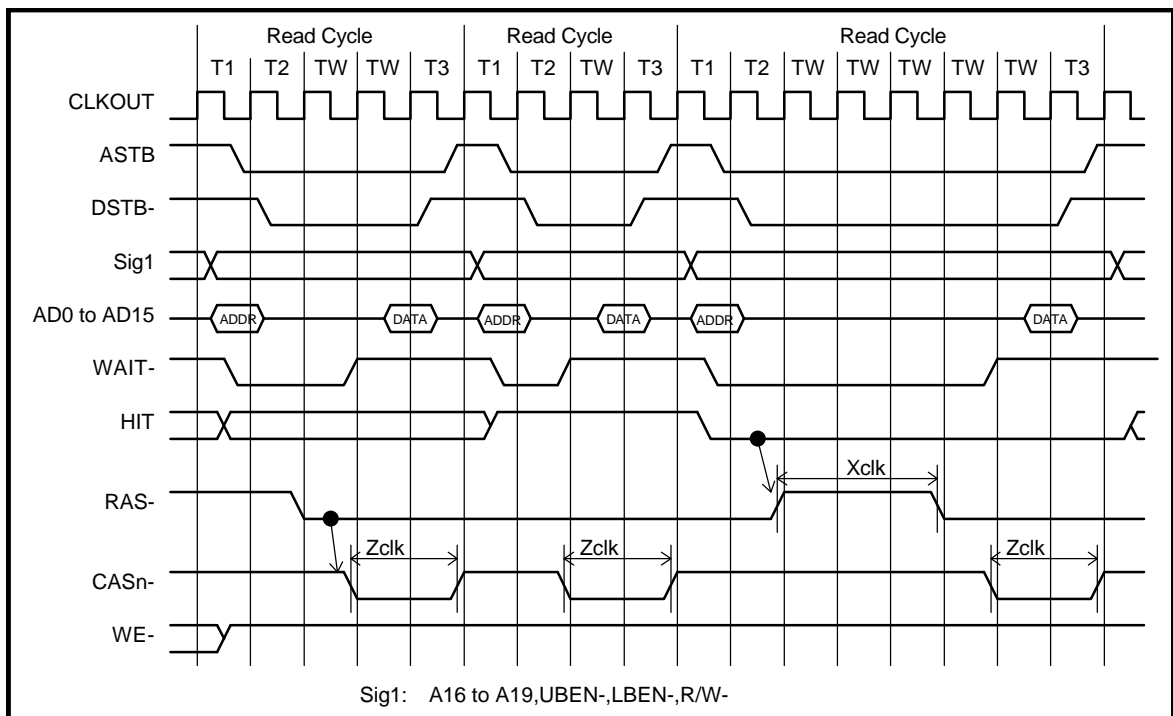 Read Cycle Read Cycle Read Cycle
T1 T2 TW TW T3 T1 T2 TW T3 T1 T2 TW TW TW TW TW T3
CLKOUT
ASTB
DSTB-
Sig1
AD0 to AD15 ADDR DATA ADDR DATA ADDR DATA
WAIT-
HIT
Xclk
RAS-
Zclk Zclk Zclk
CASn-
WE-
Sig1: A16 to A19,UBEN-,LBEN-,R/W-